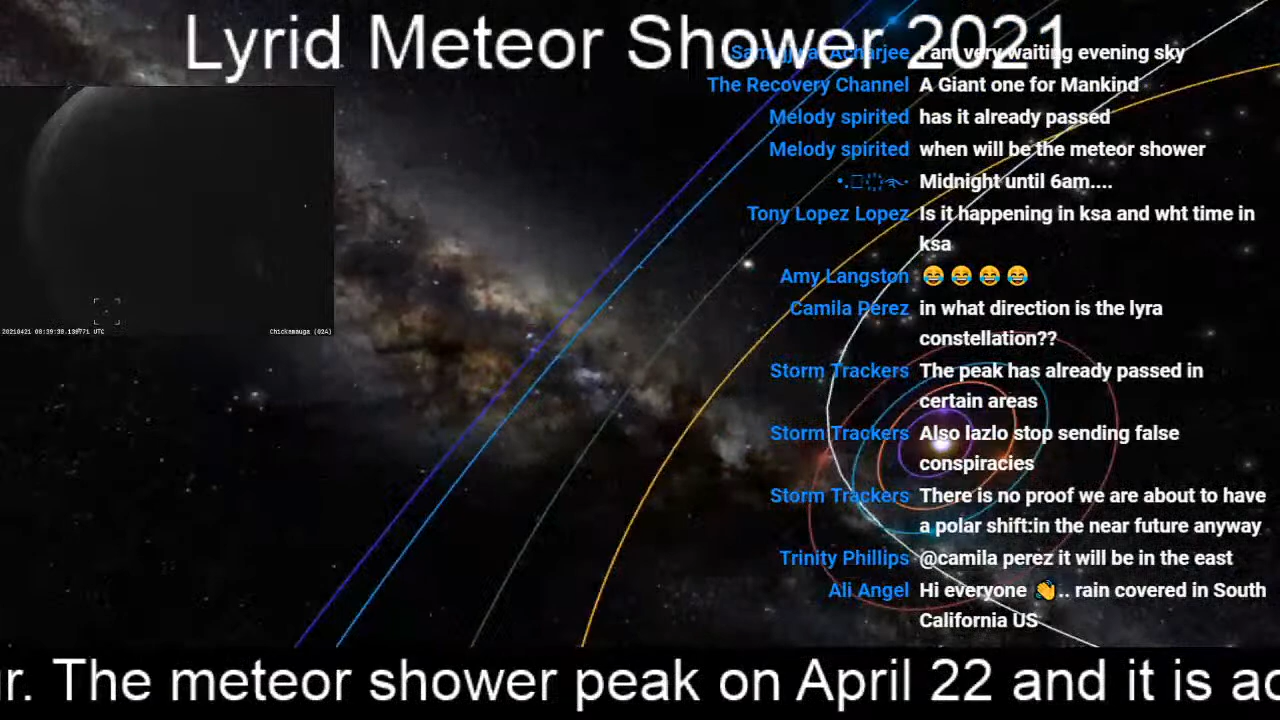 Lyrid Meteor Shower 2021
I am very waiting evening sky
The Recovery Channel A Giant one for Mankind
Melody spirited has it already passed
Melody spirited when will be the meteor shower
Midnight until 6am....
Tony Lopez Lopez Is it happening in ksa and wht time in
ksa
Amy Langston 😂 😂 😂 😂
Camila Perez in what direction is the lyra
constellation??
Storm Trackers The peak has already passed in
certain areas
Storm Trackers Also lazlo stop sending false
conspiracies
Storm Trackers There is no proof we are about to have
a polar shift:in the near future anyway
Trinity Phillips @camila perez it will be in the east
Ali Angel Hi everyone 👋.. rain covered in South
California US
Chickamauga (02A)
ur. The meteor shower peak on April 22 and it is ac